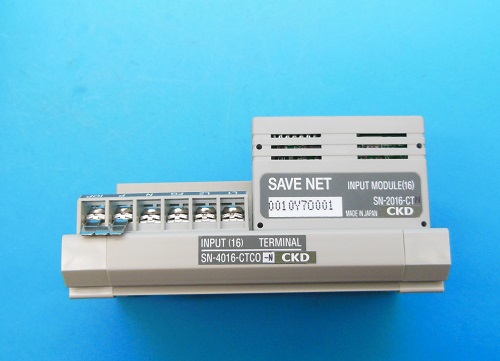 SAVE NET INPUT MODULE(16)
0010Y70001 SN-2016-CT
MADE IN JAPAN CKD
INPUT (16) TERMINAL
SN-4016-CTC0 -N CKD